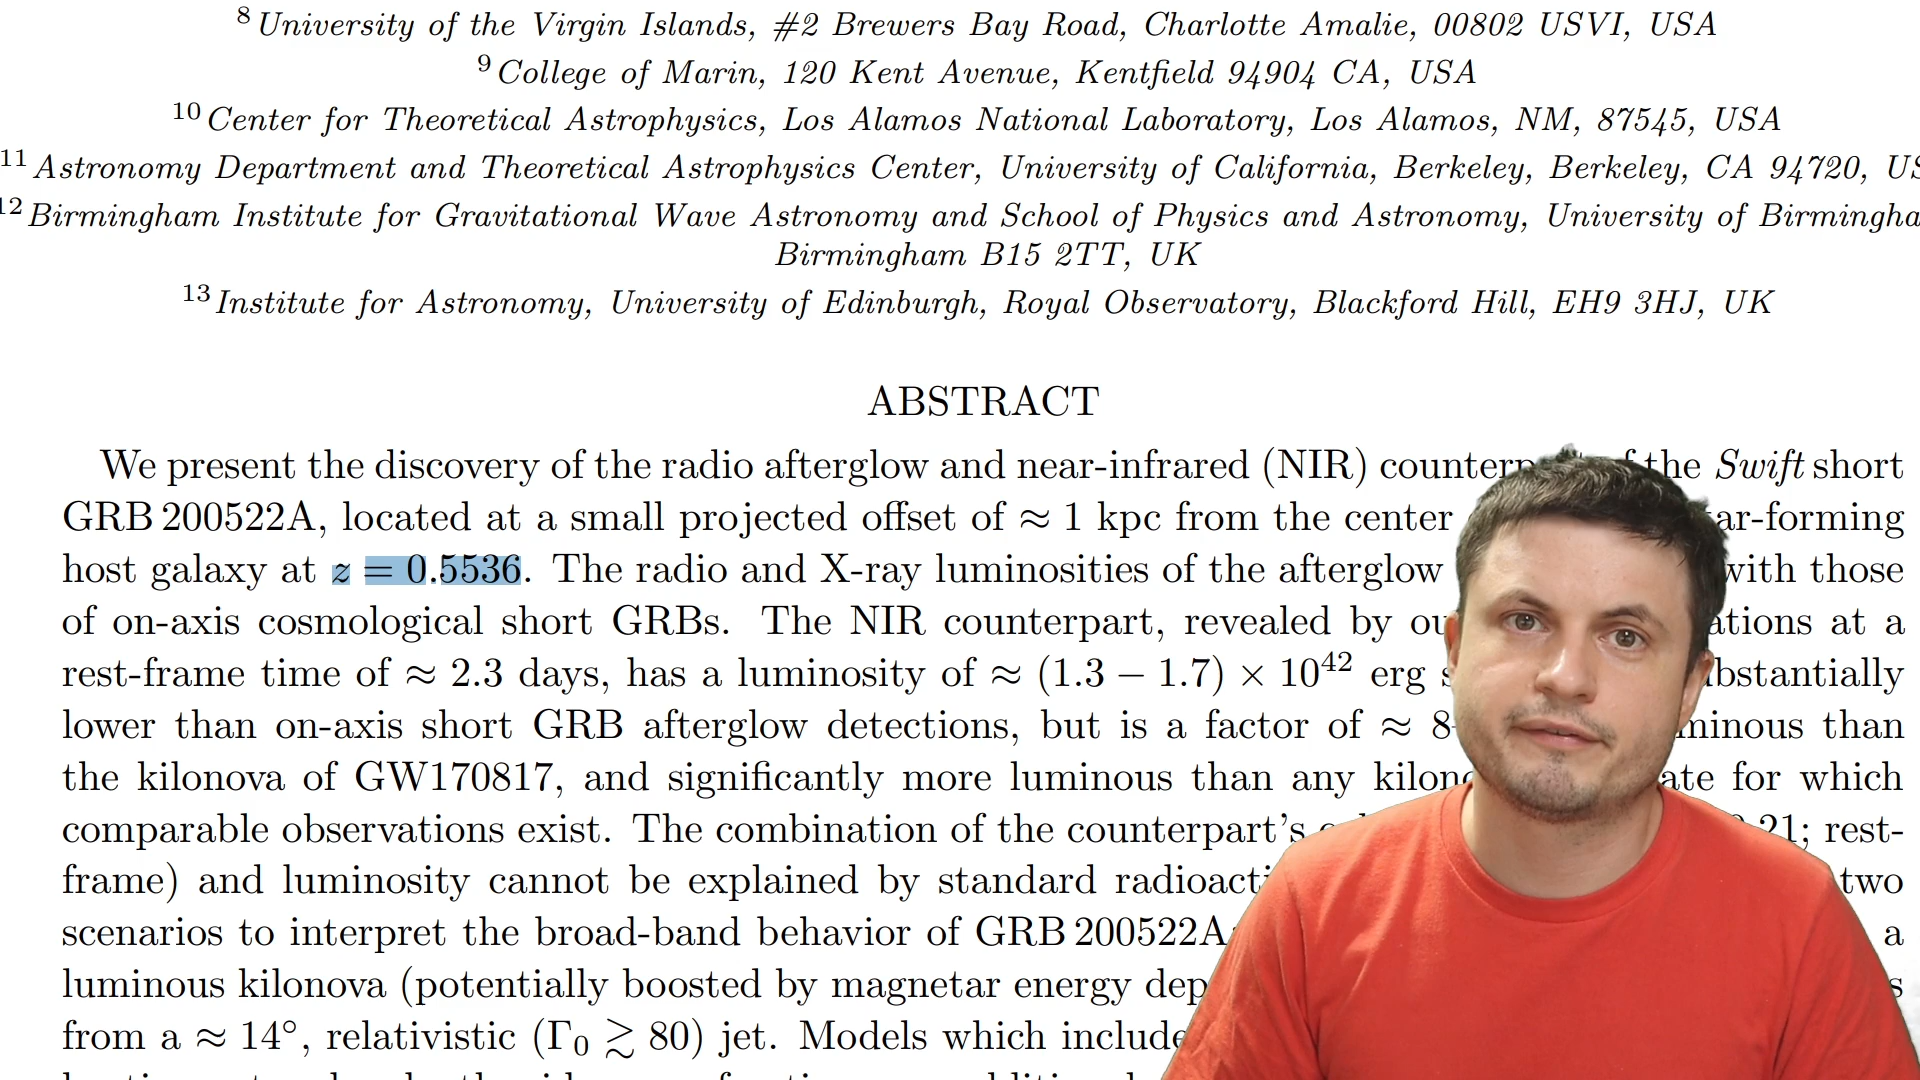 8 University of the Virgin Islands, #2 Brewers Bay Road, Charlotte Amalie, 00802 USVI, USA
9 College of Marin, 120 Kent Avenue, Kentfield 94904 CA, USA
10 Center for Theoretical Astrophysics, Los Alamos National Laboratory, Los Alamos, NM, 87545, USA
11 Astronomy Department and Theoretical Astrophysics Center, University of California, Berkeley, Berkeley, CA 94720, US
12 Birmingham Institute for Gravitational Wave Astronomy and School of Physics and Astronomy, University of Birmingha
Birmingham B15 2TT, UK
13 Institute for Astronomy, University of Edinburgh, Royal Observatory, Blackford Hill, EH9 3HJ, UK
ABSTRACT
We present the discovery of the radio afterglow and near-infrared (NIR) counterp of the Swift short
GRB 200522A, located at a small projected offset of ≈ 1 kpc from the center ar-forming
host galaxy at z = 0.5536. The radio and X-ray luminosities of the afterglow with those
of on-axis cosmological short GRBs. The NIR counterpart, revealed by ou ations at a
rest-frame time of ≈ 2.3 days, has a luminosity of ≈ (1.3 − 1.7) × 10⁴² erg s bstantially
lower than on-axis short GRB afterglow detections, but is a factor of ≈ 8- minous than
the kilonova of GW170817, and significantly more luminous than any kilono ate for which
comparable observations exist. The combination of the counterpart's 21; rest-
frame) and luminosity cannot be explained by standard radioacti two
scenarios to interpret the broad-band behavior of GRB 200522A: a
luminous kilonova (potentially boosted by magnetar energy dep s
from a ≈ 14°, relativistic (Γ₀ ≳ 80) jet. Models which include